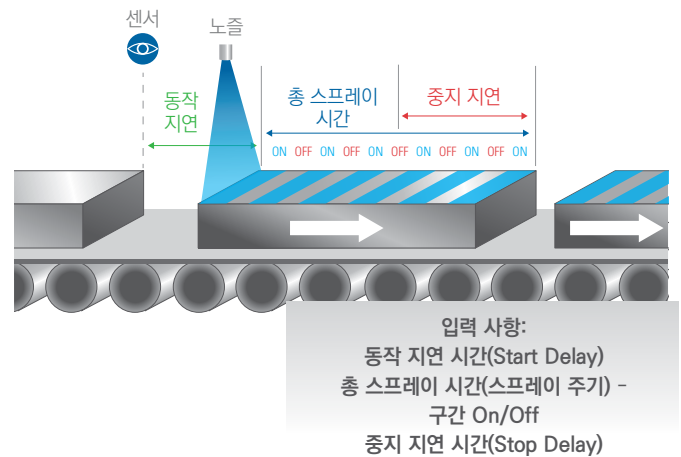 센서
노즐
동작
지연
총 스프레이
시간
중지 지연
ON OFF ON OFF ON OFF ON OFF ON OFF ON
입력 사항:
동작 지연 시간(Start Delay)
총 스프레이 시간(스프레이 주기) -
구간 On/Off
중지 지연 시간(Stop Delay)